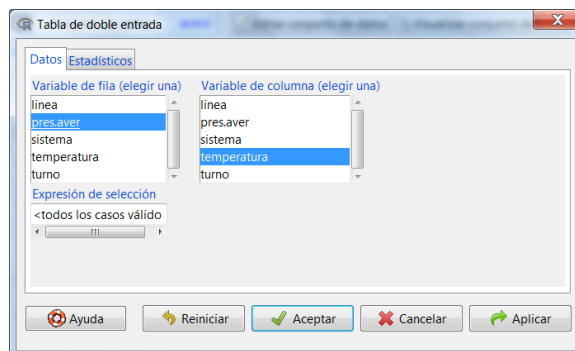 Tabla de doble entrada
Datos Estadísticos
Variable de fila (elegir una) Variable de columna (elegir una)
linea linea
pres.aver pres.aver
sistema sistema
temperatura temperatura
turno turno
Expresión de selección
<todos los casos válido
Ayuda Reiniciar Aceptar Cancelar Aplicar